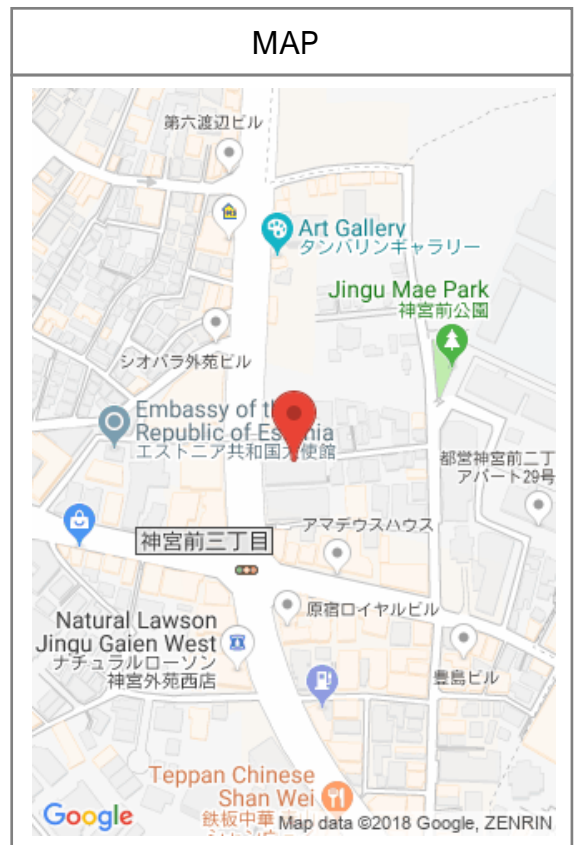 MAP
第六渡辺ビル
Art Gallery
タンバリンギャラリー
Jingu Mae Park
神宮前公園
シオバラ外苑ビル
Embassy of the
Republic of Estonia
エストニア共和国大使館
都営神宮前二丁
アパート29号
アマデウスハウス
神宮前三丁目
原宿ロイヤルビル
Natural Lawson
Jingu Gaien West
ナチュラルローソン
神宮外苑西店
豊島ビル
Teppan Chinese
Shan Wei
鉄板中華
Google
Map data ©2018 Google, ZENRIN